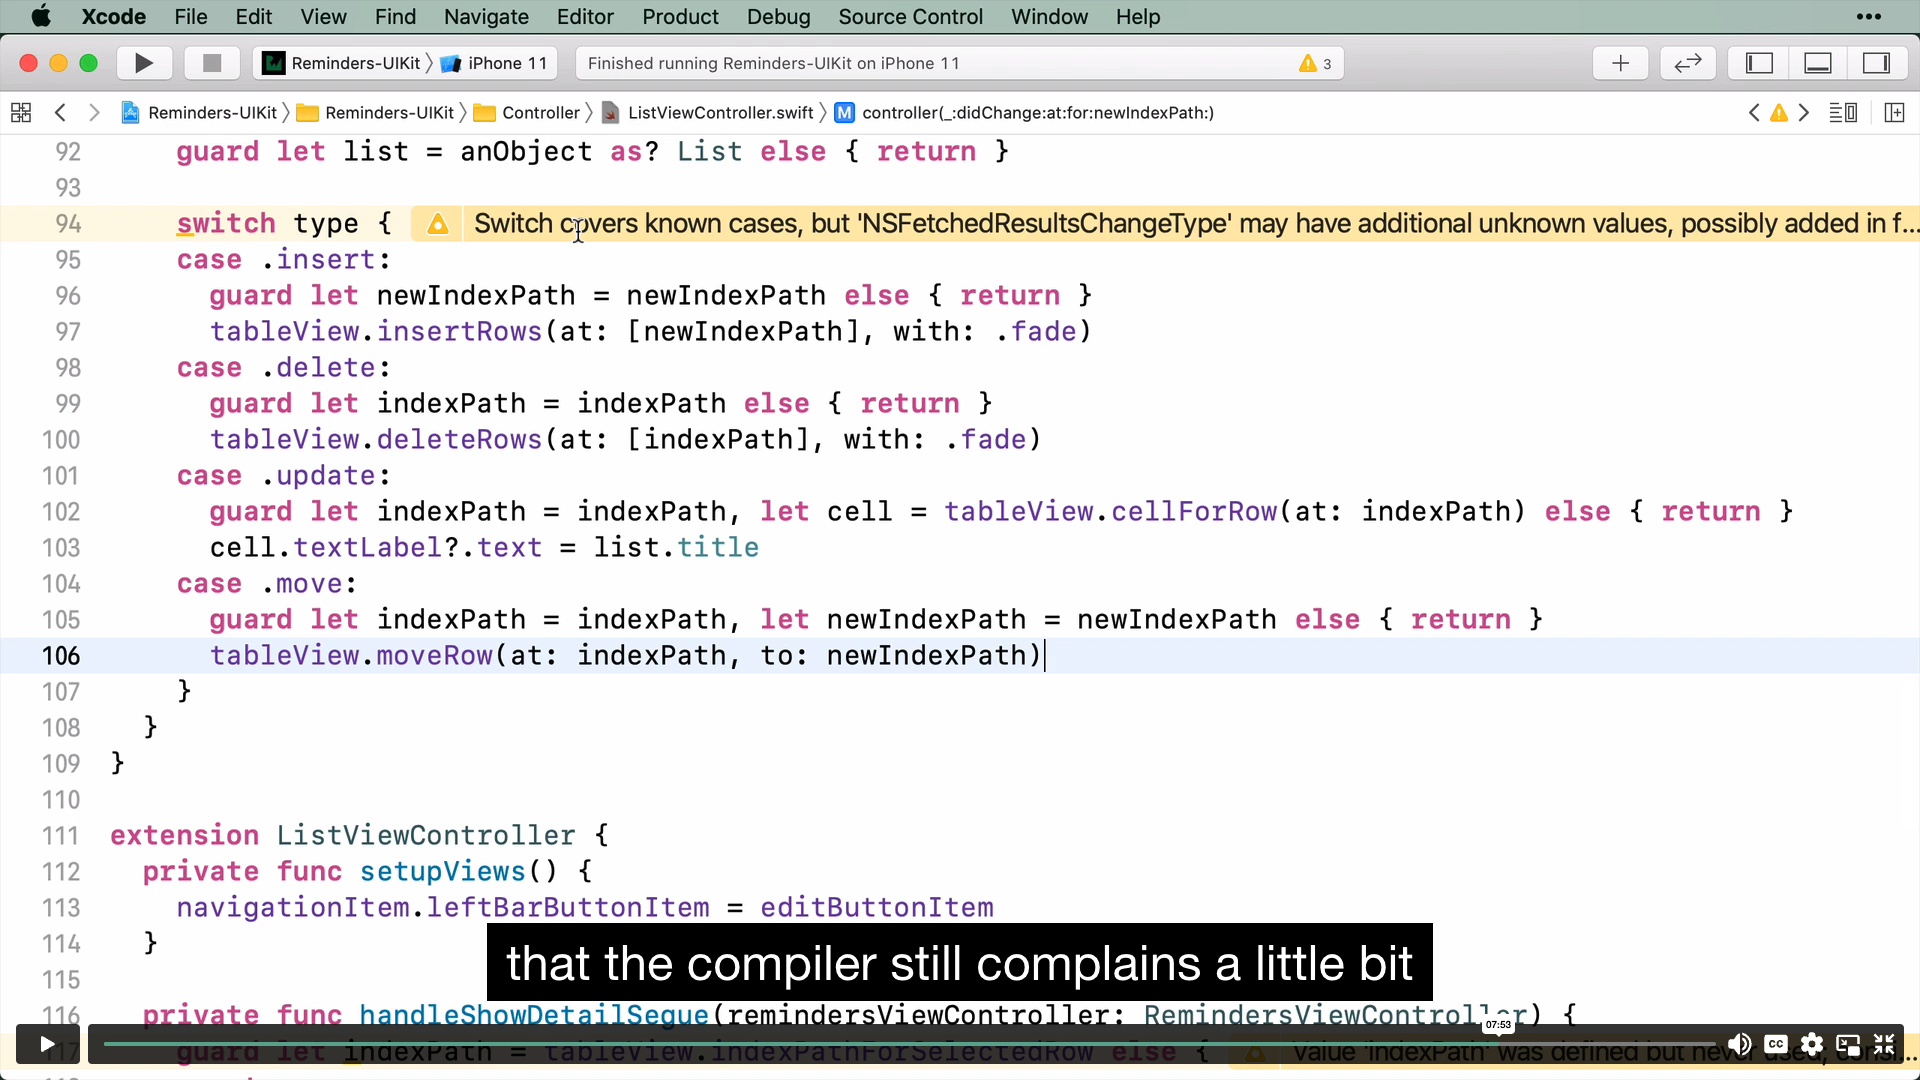 Xcode File Edit View Find Navigate Editor Product Debug Source Control Window Help •••
Reminders-UIKit 〉 iPhone 11 Finished running Reminders-UIKit on iPhone 11 3
Reminders-UIKit 〉 Reminders-UIKit 〉 Controller 〉 ListViewController.swift 〉 M controller(_:didChange:at:for:newIndexPath:)
92 guard let list = anObject as? List else { return }
93
94 switch type { Switch covers known cases, but 'NSFetchedResultsChangeType' may have additional unknown values, possibly added in f...
95 case .insert:
96 guard let newIndexPath = newIndexPath else { return }
97 tableView.insertRows(at: [newIndexPath], with: .fade)
98 case .delete:
99 guard let indexPath = indexPath else { return }
100 tableView.deleteRows(at: [indexPath], with: .fade)
101 case .update:
102 guard let indexPath = indexPath, let cell = tableView.cellForRow(at: indexPath) else { return }
103 cell.textLabel?.text = list.title
104 case .move:
105 guard let indexPath = indexPath, let newIndexPath = newIndexPath else { return }
106 tableView.moveRow(at: indexPath, to: newIndexPath)
107 }
108 }
109 }
110
111 extension ListViewController {
112 private func setupViews() {
113 navigationItem.leftBarButtonItem = editButtonItem
114 }
115
that the compiler still complains a little bit
116 private func handleShowDetailSegue(remindersViewController: RemindersViewController) {
07:53
117 guard let indexPath = tableView.indexPathForSelectedRow else { Value 'indexPath' was defined but never used; consi...
CC